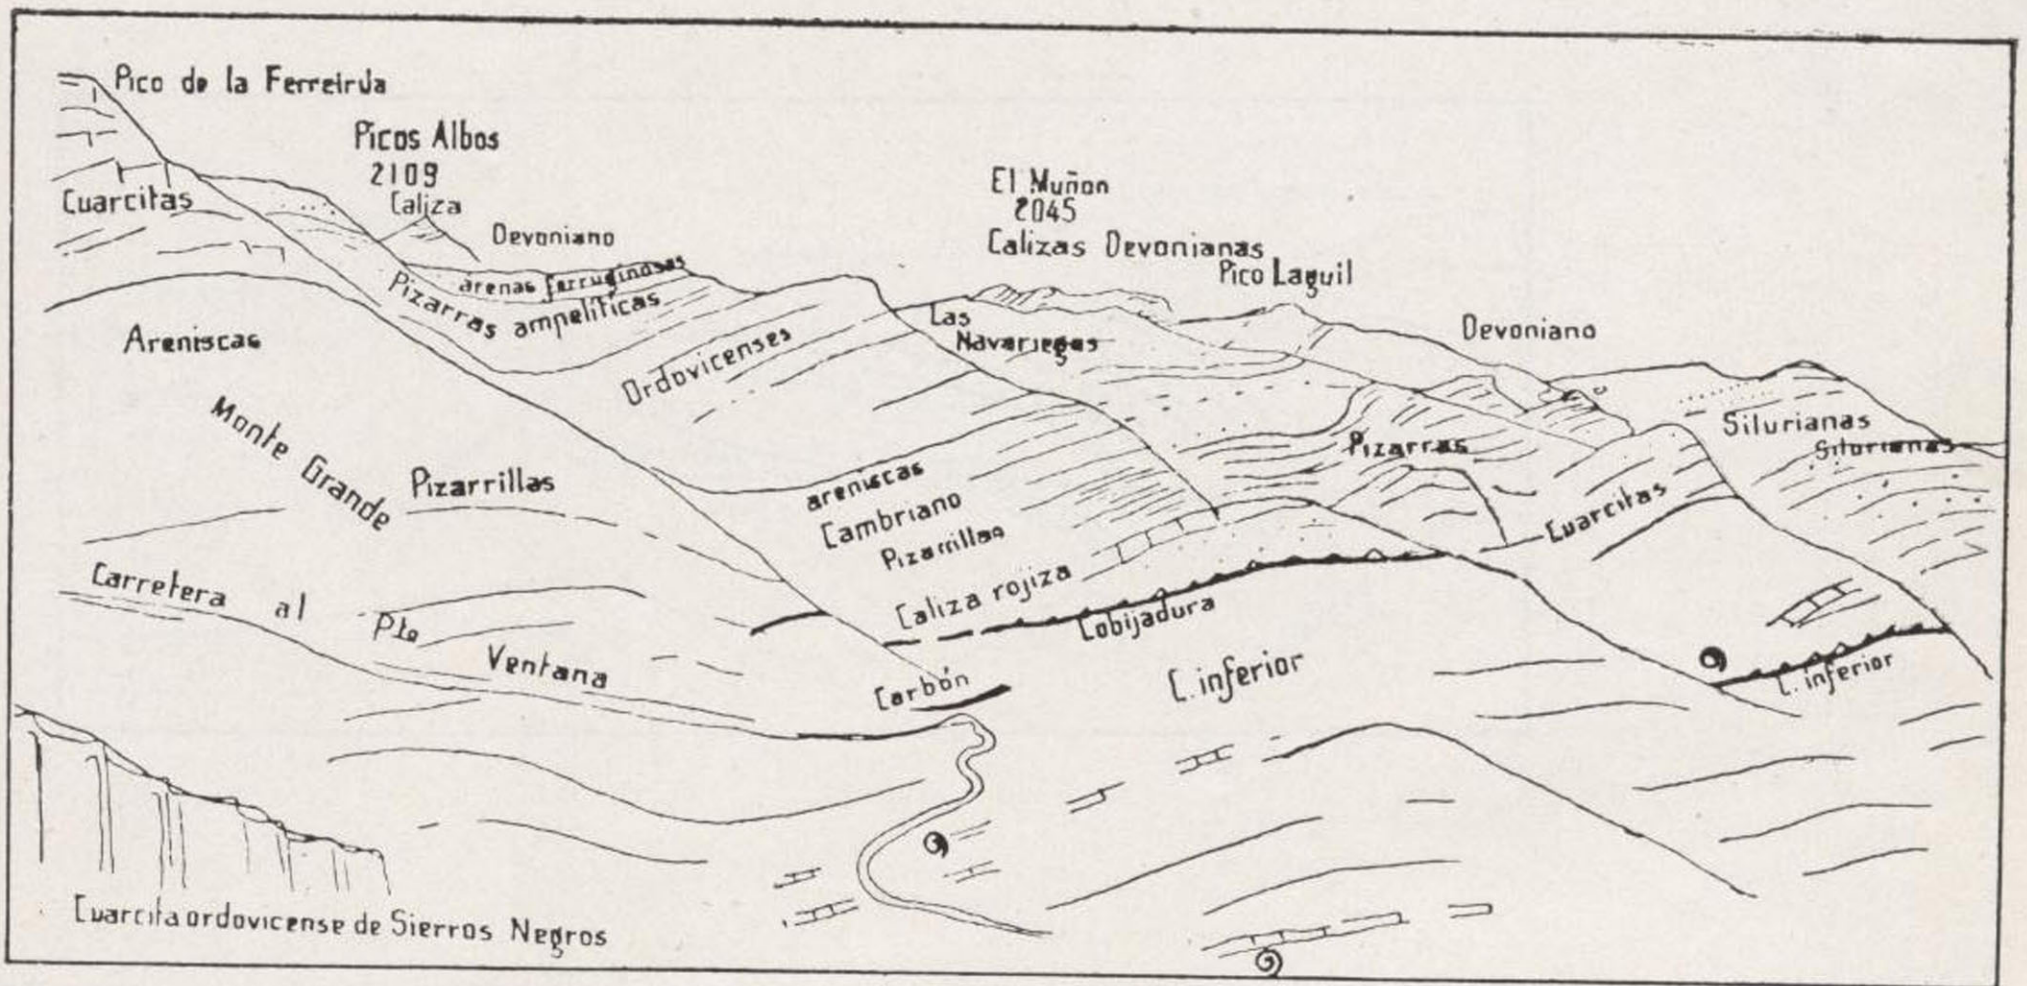 Pico de la Ferreirúa
Picos Albos
2109
Caliza
Cuarcitas
Devoniano
arenas ferruginosas
Pizarras ampelíticas
El Muñon
2045
Calizas Devonianas
Pico Laguil
Las
Navariegas
Devoniano
Areniscas
Ordovicenses
Silurianas
Silurianas
Pizarras
Monte Grande
Pizarrillas
areniscas
Cambriano
Pizarrillas
Cuarcitas
Caliza rojiza
Cobijadura
Carretera al Pto Ventana
Carbón
C. inferior
C. inferior
Cuarcita ordovicense de Sierros Negros